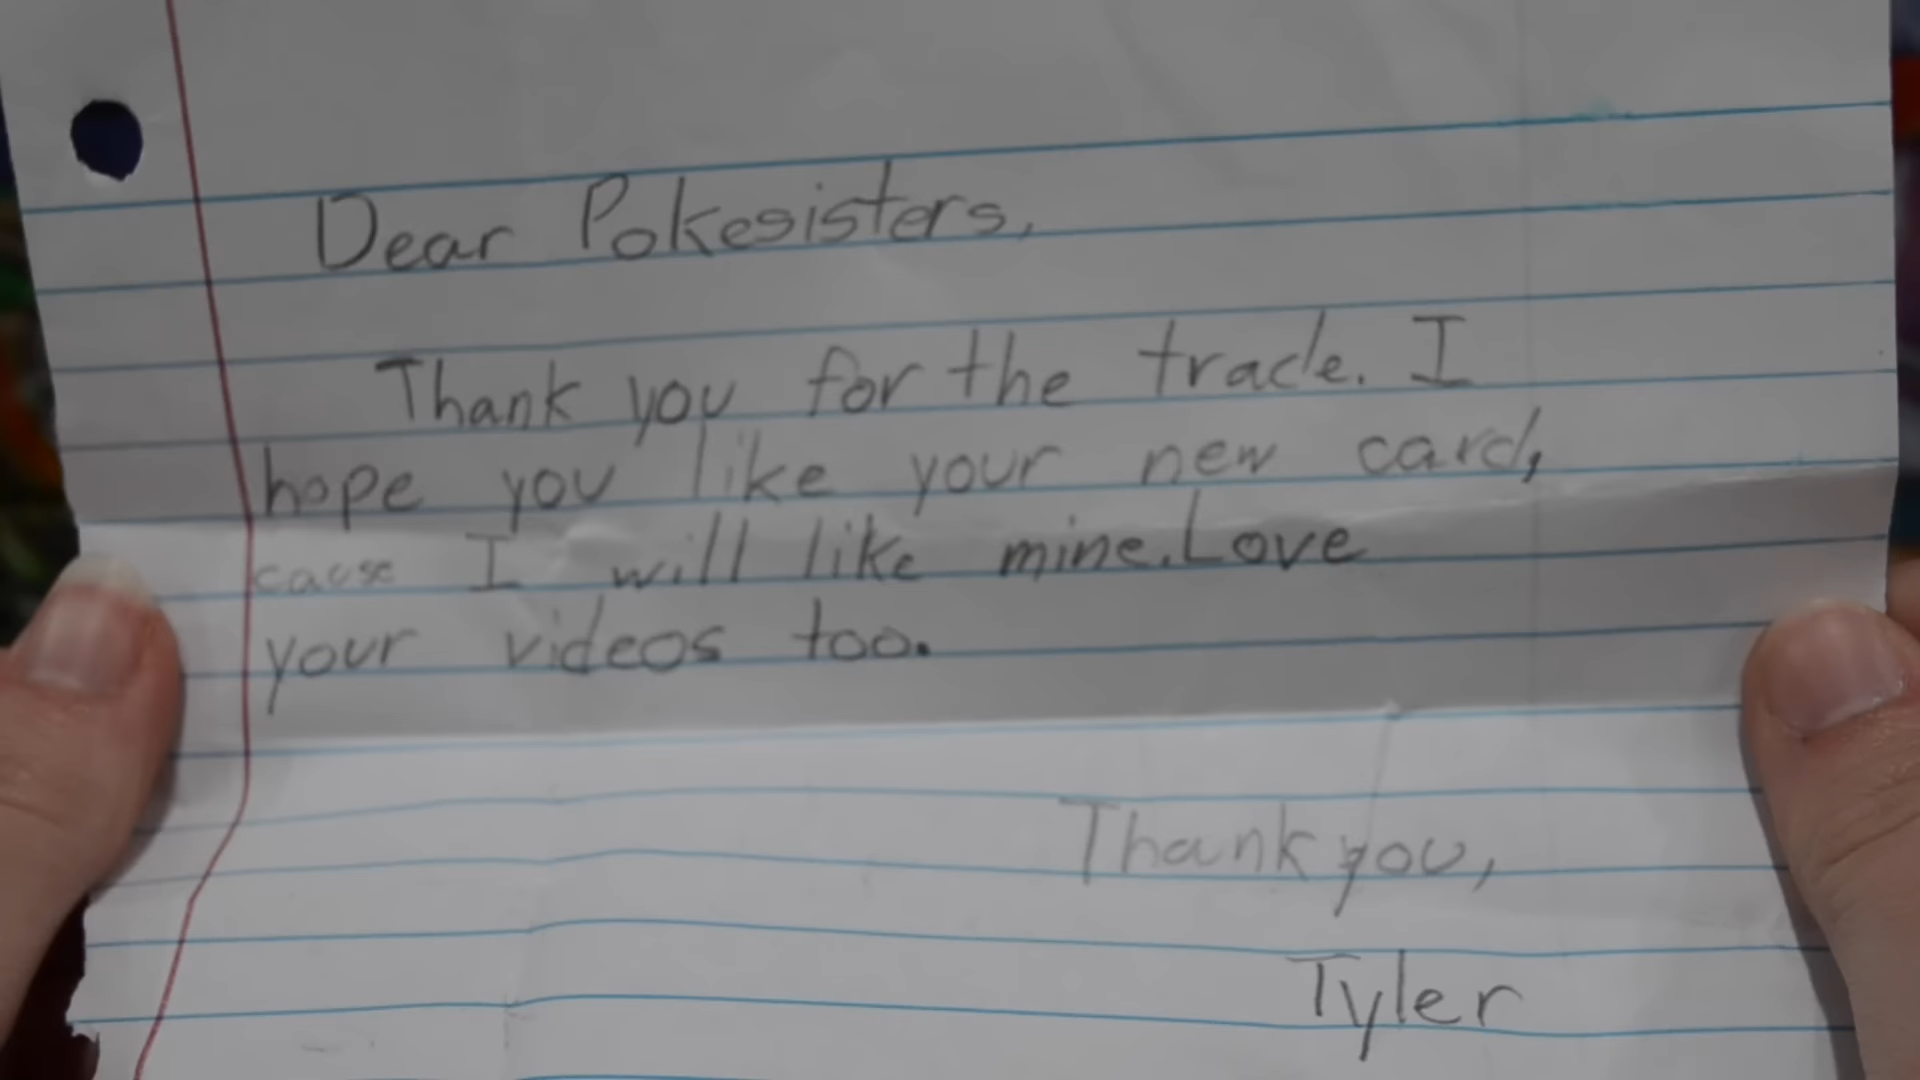 Dear Pokesisters,
Thank you for the trade. I
hope you like your new card,
cause I will like mine. Love
your videos too.
Thank you,
Tyler